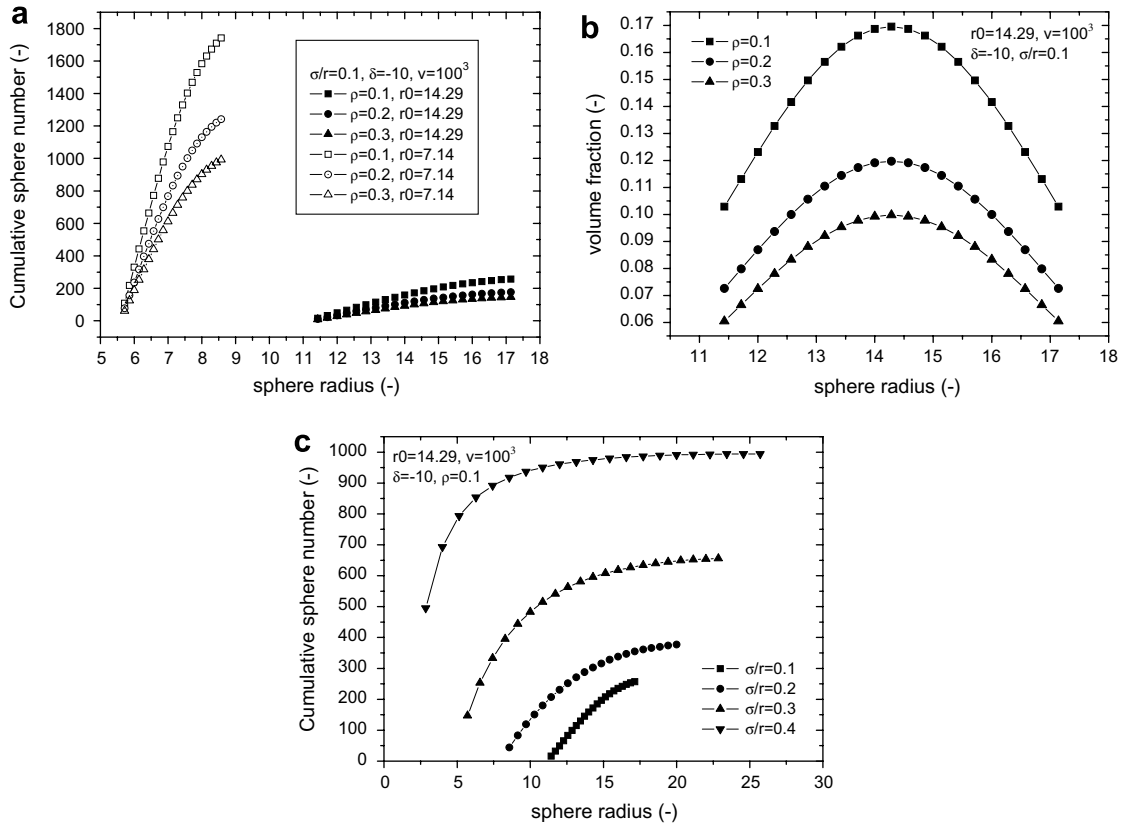 a
Cumulative sphere number (-)
1800
1600
1400
1200
1000
800
600
400
200
0
σ/r=0.1, δ=-10, v=100³
ρ=0.1, r0=14.29
ρ=0.2, r0=14.29
ρ=0.3, r0=14.29
ρ=0.1, r0=7.14
ρ=0.2, r0=7.14
ρ=0.3, r0=7.14
5 6 7 8 9 10 11 12 13 14 15 16 17 18
sphere radius (-)
b
volume fraction (-)
0.17
0.16
0.15
0.14
0.13
0.12
0.11
0.10
0.09
0.08
0.07
0.06
ρ=0.1
ρ=0.2
ρ=0.3
r0=14.29, v=100³
δ=-10, σ/r=0.1
11 12 13 14 15 16 17 18
sphere radius (-)
c
Cumulative sphere number (-)
1000
900
800
700
600
500
400
300
200
100
0
r0=14.29, v=100³
δ=-10, ρ=0.1
σ/r=0.1
σ/r=0.2
σ/r=0.3
σ/r=0.4
0 5 10 15 20 25 30
sphere radius (-)